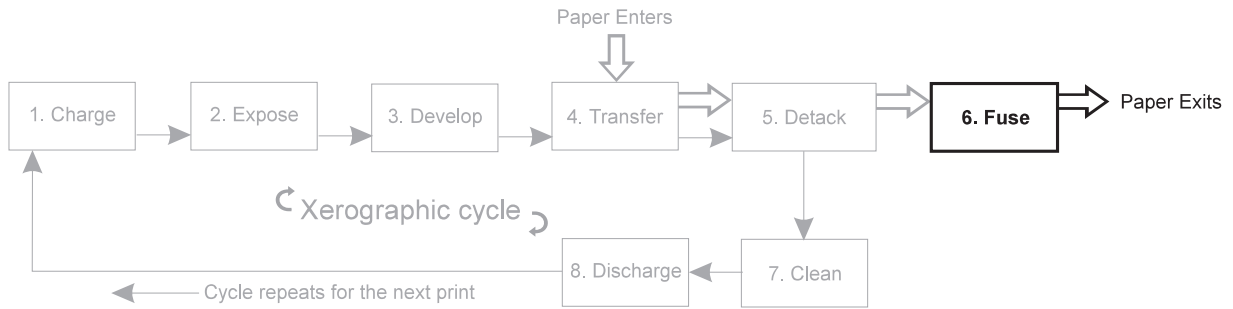 Paper Enters
1. Charge
2. Expose
3. Develop
4. Transfer
5. Detack
6. Fuse
Paper Exits
Xerographic cycle
8. Discharge
7. Clean
Cycle repeats for the next print